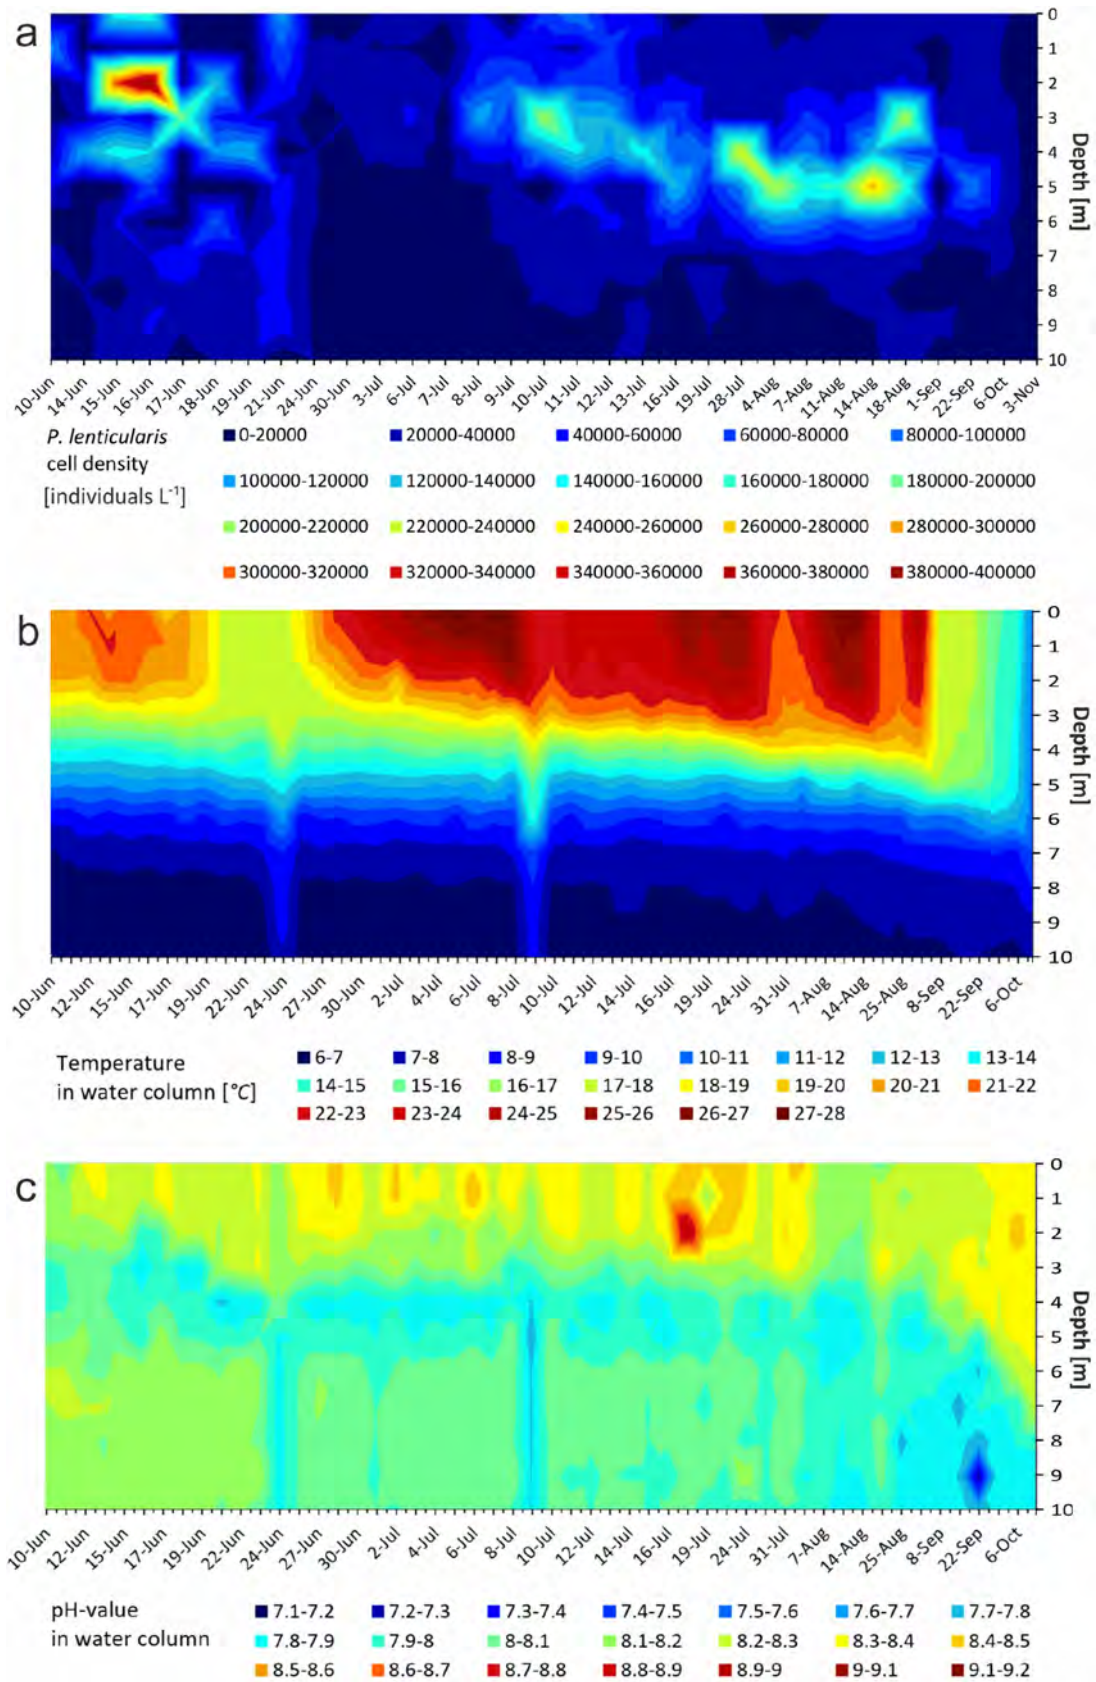 a
0
1
2
3
4
5
6
7
8
9
10
Depth [m]
10-Jun 14-Jun 15-Jun 16-Jun 17-Jun 18-Jun 19-Jun 21-Jun 24-Jun 30-Jun 3-Jul 6-Jul 7-Jul 8-Jul 9-Jul 10-Jul 11-Jul 12-Jul 13-Jul 16-Jul 19-Jul 28-Jul 4-Aug 7-Aug 11-Aug 14-Aug 18-Aug 1-Sep 22-Sep 6-Oct 3-Nov
P. lenticularis
cell density
[individuals L⁻¹]
0-20000 20000-40000 40000-60000 60000-80000 80000-100000
100000-120000 120000-140000 140000-160000 160000-180000 180000-200000
200000-220000 220000-240000 240000-260000 260000-280000 280000-300000
300000-320000 320000-340000 340000-360000 360000-380000 380000-400000
b
0
1
2
3
4
5
6
7
8
9
10
Depth [m]
10-Jun 12-Jun 15-Jun 17-Jun 19-Jun 22-Jun 24-Jun 27-Jun 30-Jun 2-Jul 4-Jul 6-Jul 8-Jul 10-Jul 12-Jul 14-Jul 16-Jul 19-Jul 24-Jul 31-Jul 7-Aug 14-Aug 25-Aug 8-Sep 22-Sep 6-Oct
Temperature
in water column [°C]
6-7 7-8 8-9 9-10 10-11 11-12 12-13 13-14
14-15 15-16 16-17 17-18 18-19 19-20 20-21 21-22
22-23 23-24 24-25 25-26 26-27 27-28
c
0
1
2
3
4
5
6
7
8
9
10
Depth [m]
10-Jun 12-Jun 15-Jun 17-Jun 19-Jun 22-Jun 24-Jun 27-Jun 30-Jun 2-Jul 4-Jul 6-Jul 8-Jul 10-Jul 12-Jul 14-Jul 16-Jul 19-Jul 24-Jul 31-Jul 7-Aug 14-Aug 25-Aug 8-Sep 22-Sep 6-Oct
pH-value
in water column
7.1-7.2 7.2-7.3 7.3-7.4 7.4-7.5 7.5-7.6 7.6-7.7 7.7-7.8
7.8-7.9 7.9-8 8-8.1 8.1-8.2 8.2-8.3 8.3-8.4 8.4-8.5
8.5-8.6 8.6-8.7 8.7-8.8 8.8-8.9 8.9-9 9-9.1 9.1-9.2